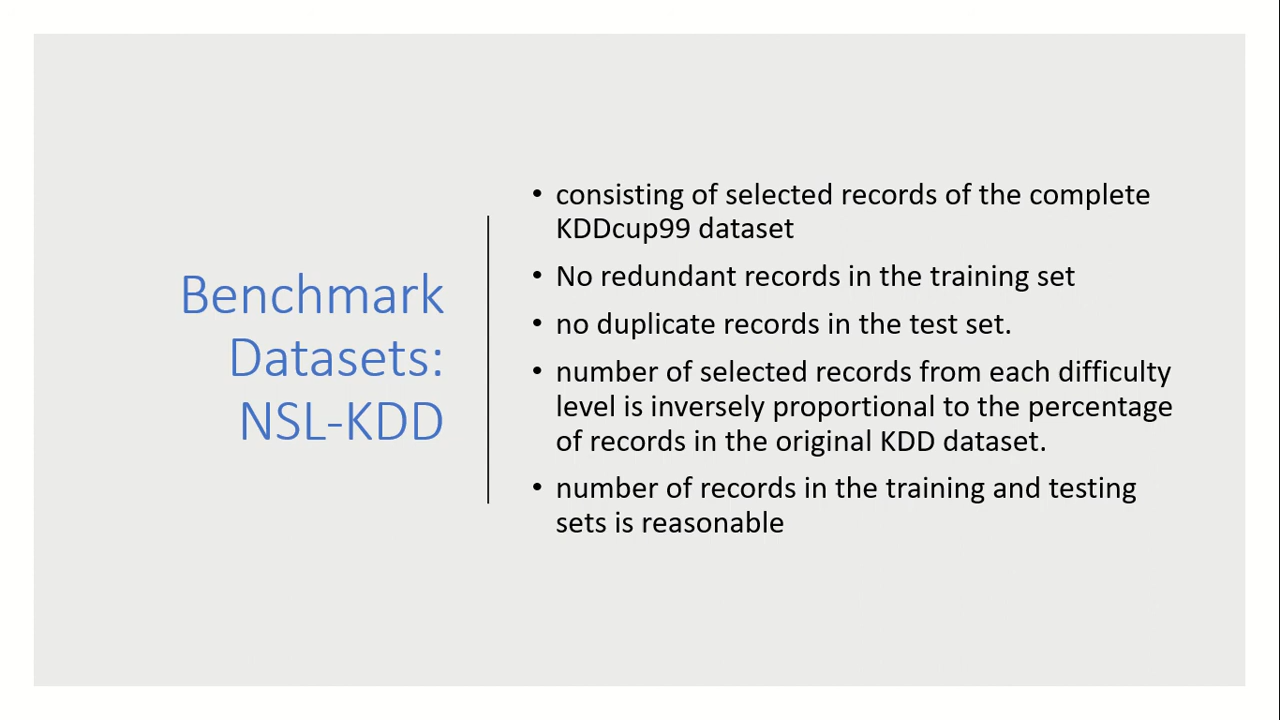 Benchmark
Datasets:
NSL-KDD
• consisting of selected records of the complete
KDDcup99 dataset
• No redundant records in the training set
• no duplicate records in the test set.
• number of selected records from each difficulty
level is inversely proportional to the percentage
of records in the original KDD dataset.
• number of records in the training and testing
sets is reasonable